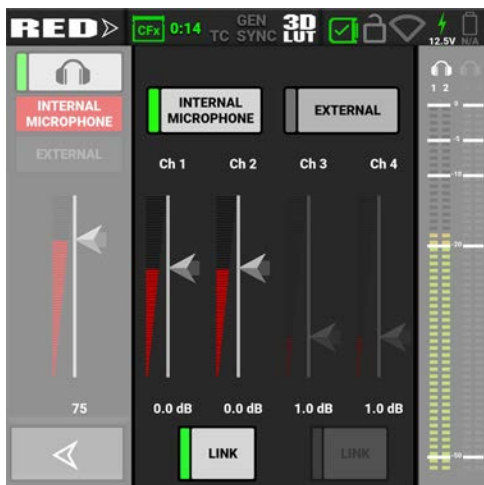 RED
CFx 0:14 GEN 3D
TC SYNC LUT
12.5V N/A
INTERNAL
MICROPHONE
EXTERNAL
75
INTERNAL
MICROPHONE
EXTERNAL
Ch 1 Ch 2 Ch 3 Ch 4
0.0 dB 0.0 dB 1.0 dB 1.0 dB
LINK LINK
1 2
0
-5
-10
-20
-50